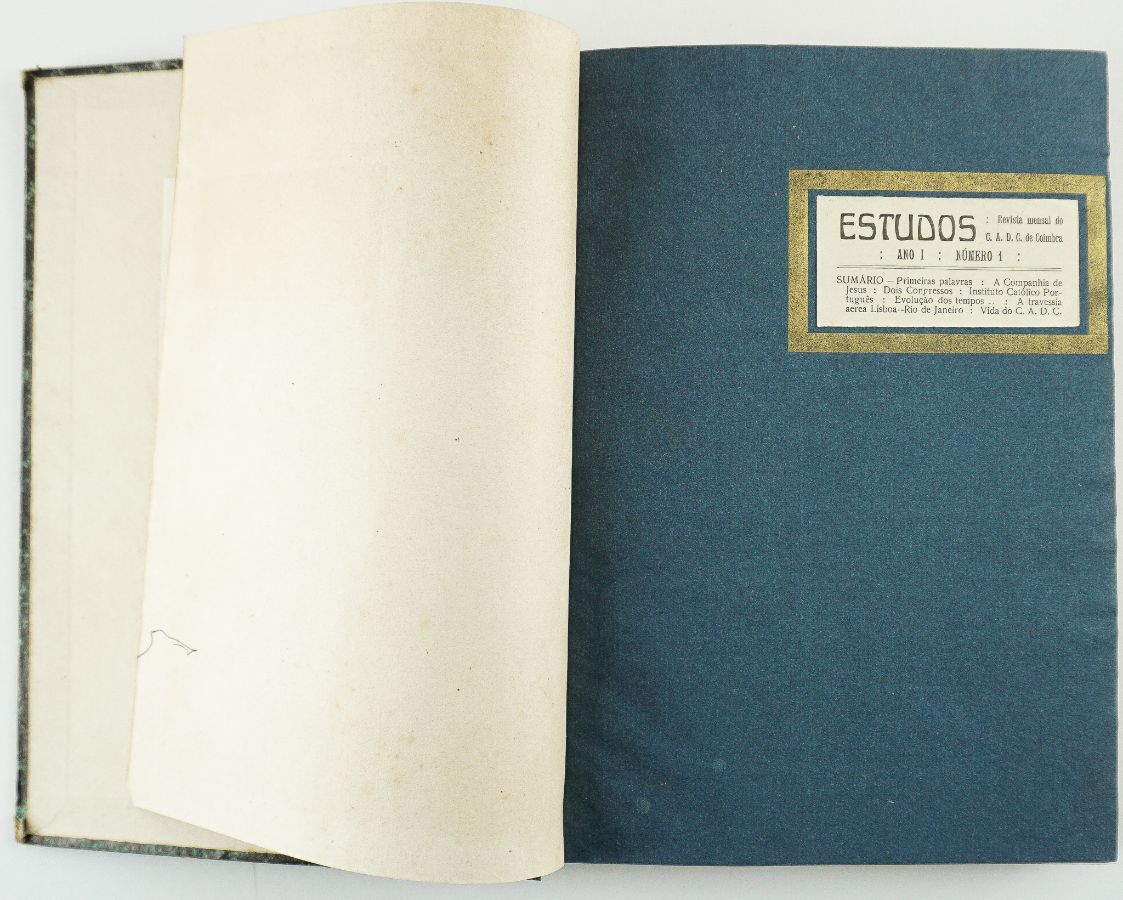 ESTUDOS : Revista mensal do
C. A. D. C. de Coimbra
: ANO I : NÚMERO 1 :
SUMÁRIO — Primeiras palavras : A Companhia de
Jesus : Dois Congressos : Instituto Católico Por-
tuguês : Evolução dos tempos .. : A travessia
aerea Lisboa--Rio de Janeiro : Vida do C. A. D. C.